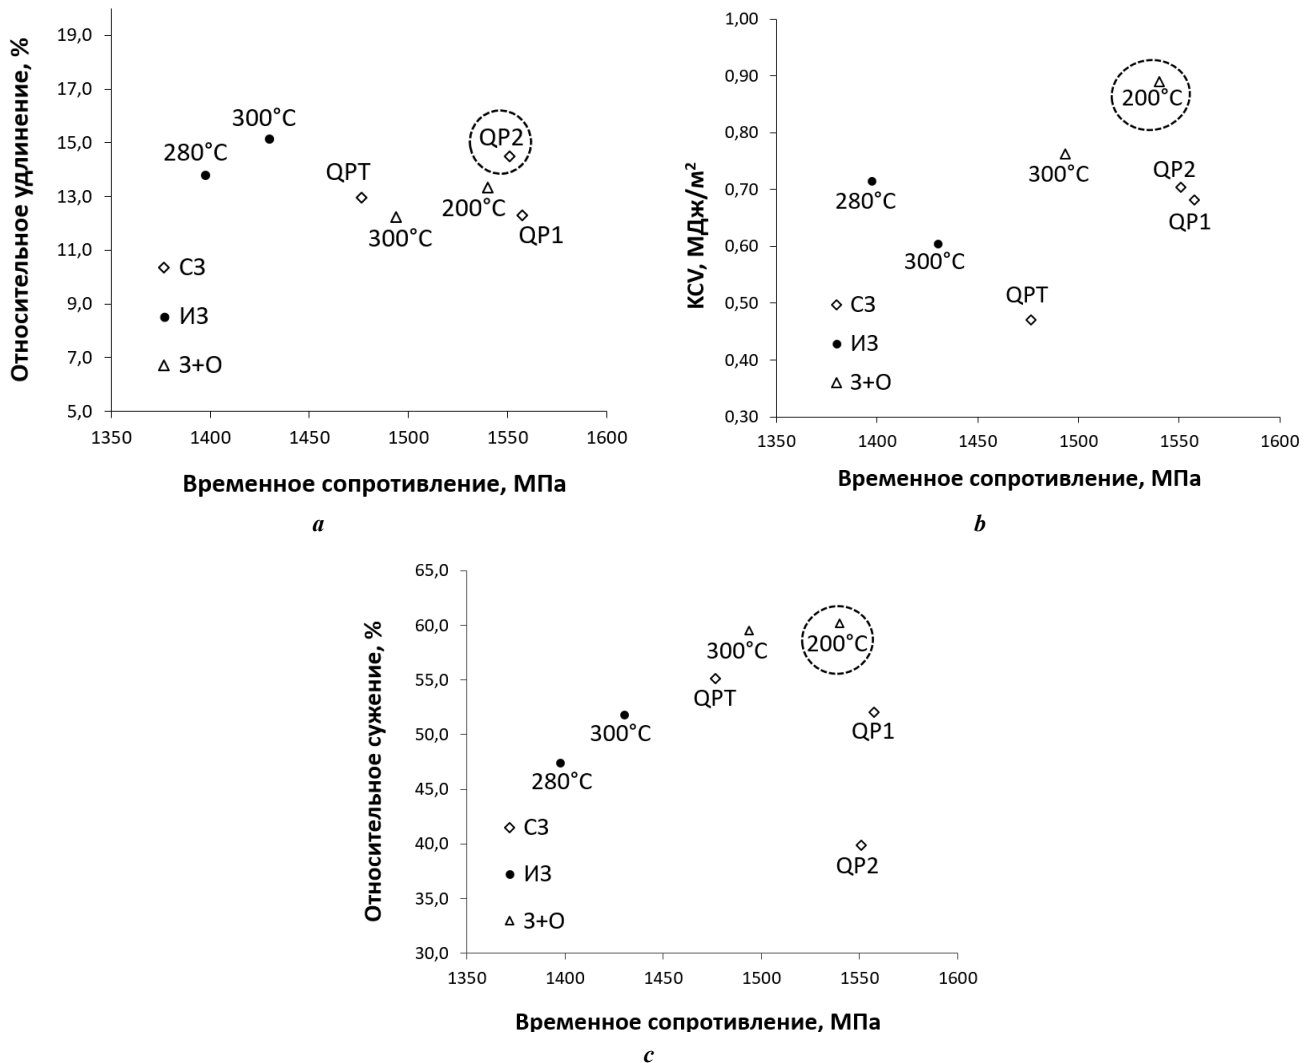 Относительное удлинение, %
19,0
17,0
15,0
13,0
11,0
9,0
7,0
5,0
280°C
300°C
QPT
300°C
200°C
QP2
QP1
СЗ
ИЗ
З+О
1350
1400
1450
1500
1550
1600
Временное сопротивление, МПа
a
KCV, МДж/м²
1,00
0,90
0,80
0,70
0,60
0,50
0,40
0,30
280°C
300°C
QPT
300°C
200°C
QP2
QP1
СЗ
ИЗ
З+О
1350
1400
1450
1500
1550
1600
Временное сопротивление, МПа
b
Относительное сужение, %
65,0
60,0
55,0
50,0
45,0
40,0
35,0
30,0
280°C
300°C
QPT
300°C
200°C
QP1
QP2
СЗ
ИЗ
З+О
1350
1400
1450
1500
1550
1600
Временное сопротивление, МПа
c